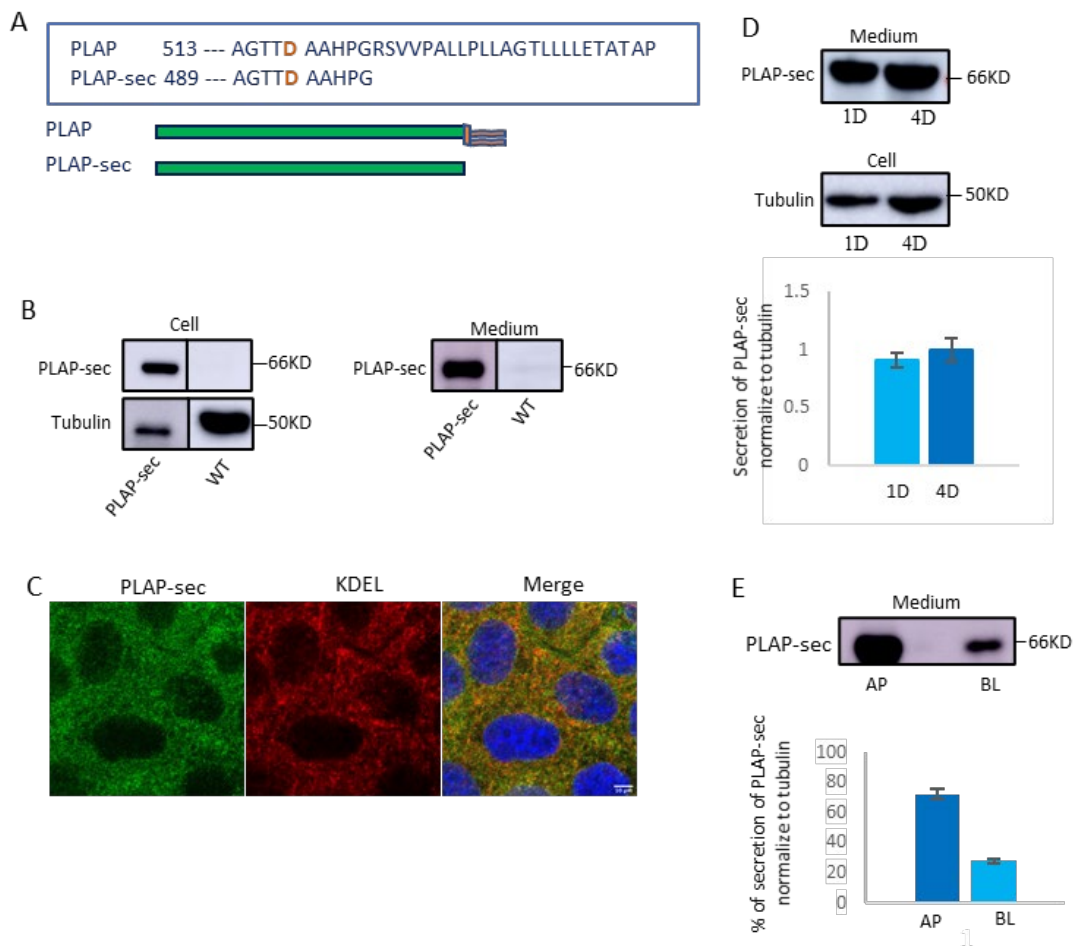 A
PLAP 513 --- AGTTD AAHPGRSVVPALLPLLAGTLLLLETATAP
PLAP-sec 489 --- AGTTD AAHPG
PLAP
PLAP-sec
B
Cell
PLAP-sec
66KD
Tubulin
50KD
PLAP-sec
WT
Medium
PLAP-sec
66KD
PLAP-sec
WT
C
PLAP-sec KDEL Merge
10 µm
D
Medium
PLAP-sec
66KD
1D 4D
Cell
Tubulin
50KD
1D 4D
Secretion of PLAP-sec
normalize to tubulin
1.5
1
0.5
0
1D 4D
E
Medium
PLAP-sec
66KD
AP BL
% of secretion of PLAP-sec
normalize to tubulin
100
80
60
40
20
0
AP BL
1